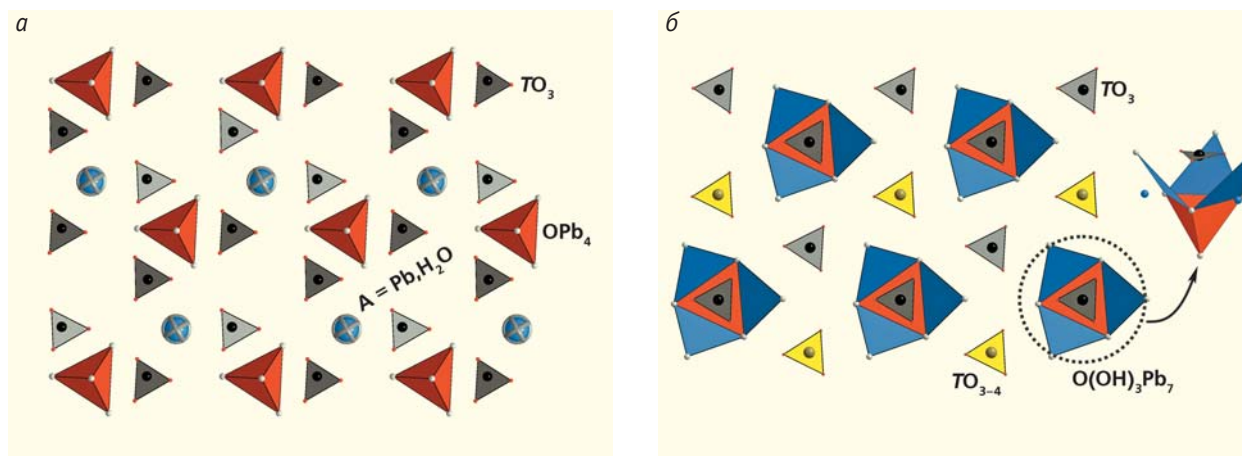 а
TO₃
OPb₄
A = Pb,H₂O
б
TO₃
TO₃₋₄
O(OH)₃Pb₇